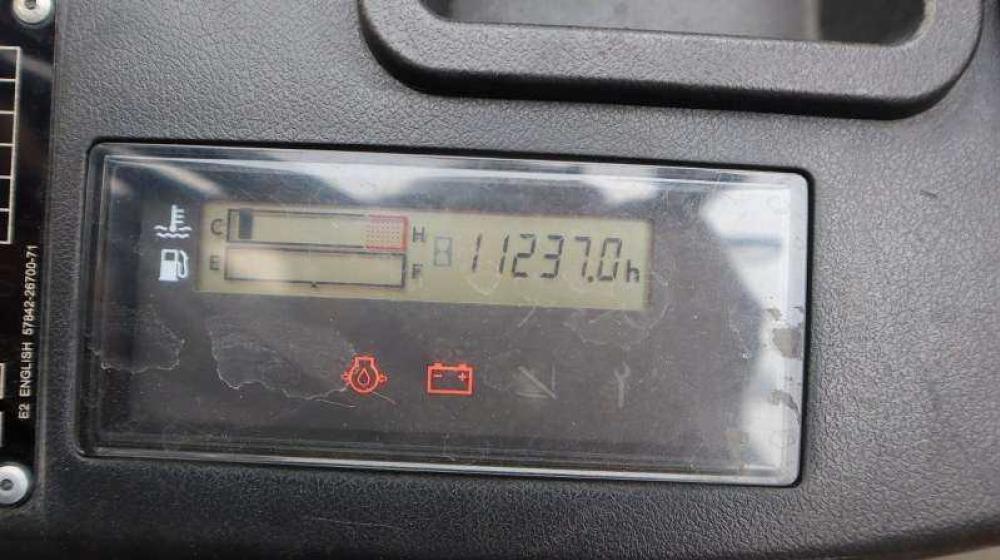 C H
E F
11237.0h
- +
E2 ENGLISH 57842-26700-71